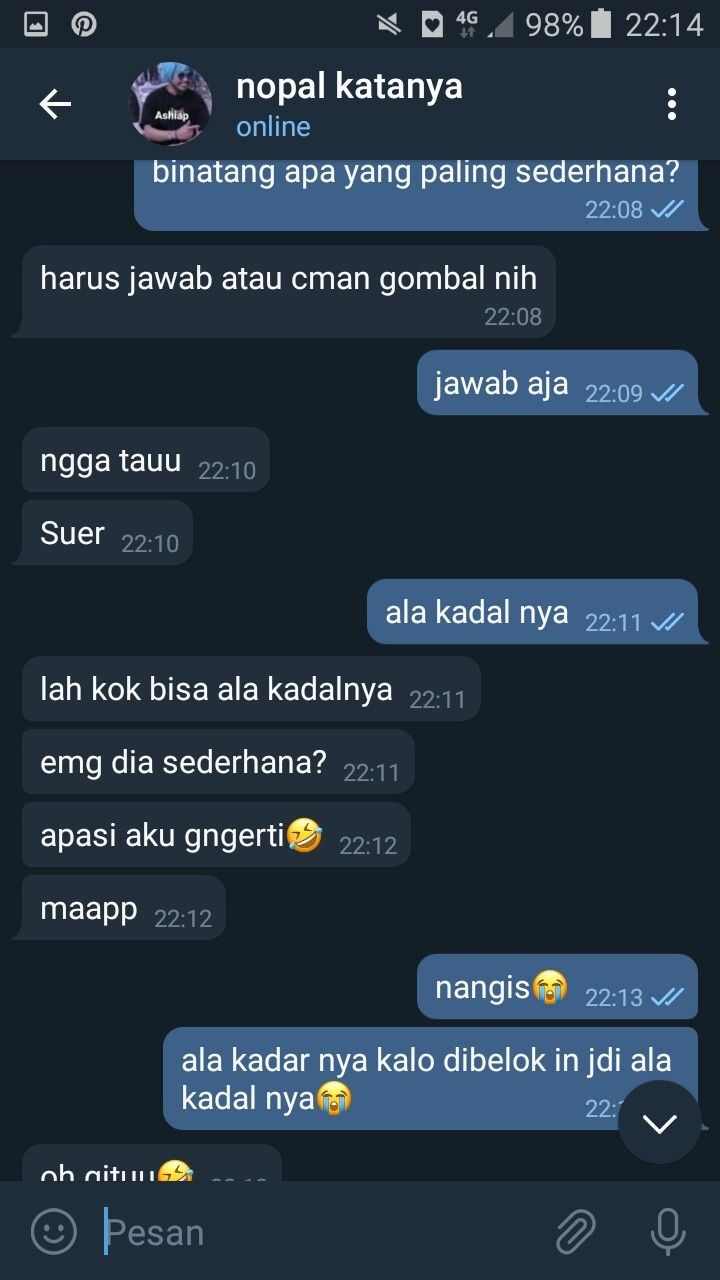 4G 98% 22:14
nopal katanya
Ashiap
online
binatang apa yang paling sederhana?
22:08
harus jawab atau cman gombal nih
22:08
jawab aja 22:09
ngga tauu 22:10
Suer 22:10
ala kadal nya 22:11
lah kok bisa ala kadalnya 22:11
emg dia sederhana? 22:11
apasi aku gngerti🤣 22:12
maapp 22:12
nangis😭 22:13
ala kadar nya kalo dibelok in jdi ala
kadal nya😭 22:
oh gituu🤣
Pesan